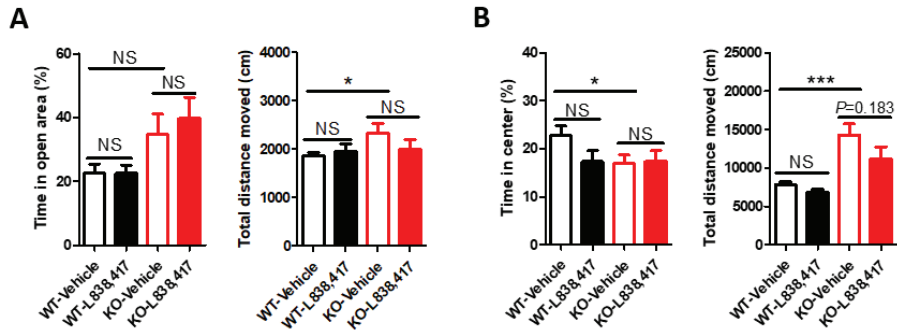 A
Time in open area (%)
60
40
20
0
NS
NS
NS
WT-Vehicle
WT-L838,417
KO-Vehicle
KO-L838,417
Total distance moved (cm)
4000
3000
2000
1000
0
*
NS
NS
WT-Vehicle
WT-L838,417
KO-Vehicle
KO-L838,417
B
Time in center (%)
40
30
20
10
0
*
NS
NS
WT-Vehicle
WT-L838,417
KO-Vehicle
KO-L838,417
Total distance moved (cm)
25000
20000
15000
10000
5000
0
***
P=0.183
NS
WT-Vehicle
WT-L838,417
KO-Vehicle
KO-L838,417